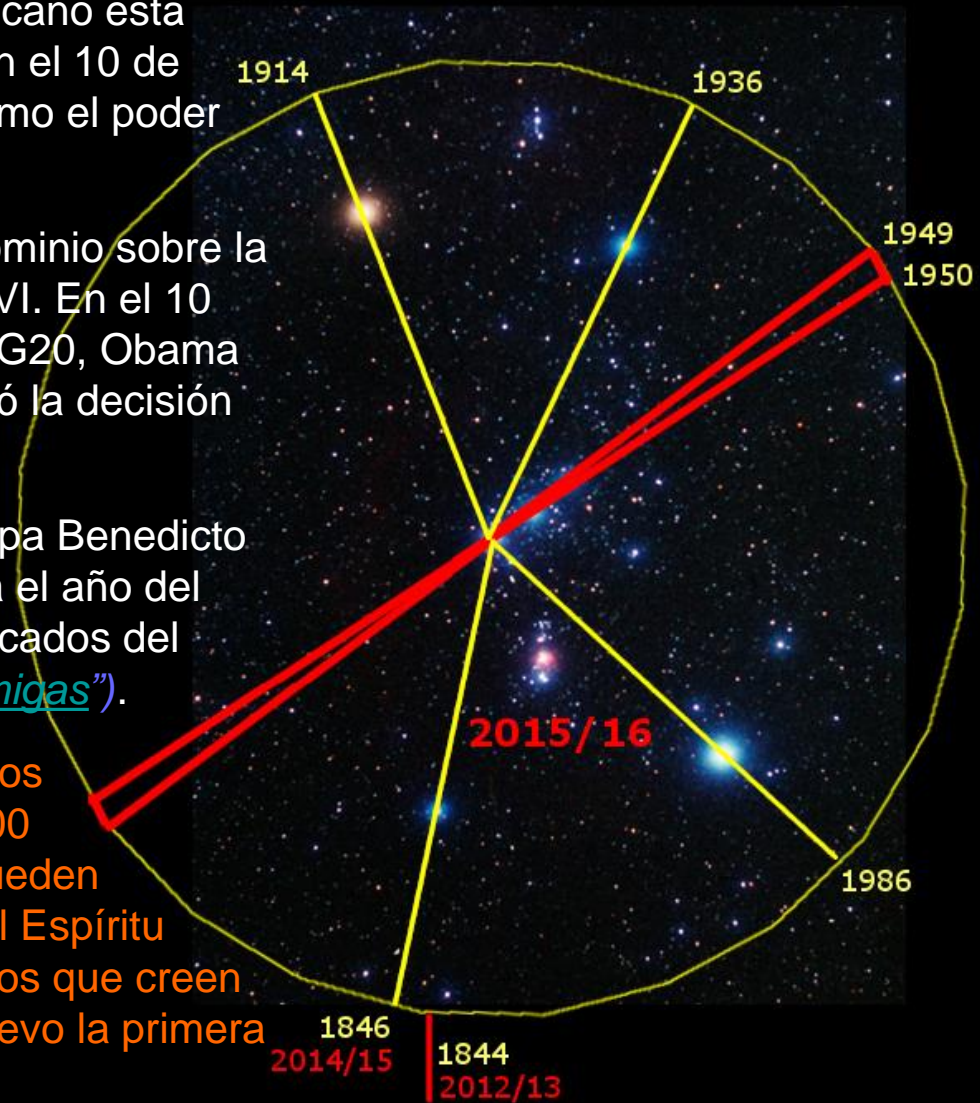 cano esta
n el 10 de
mo el poder
ominio sobre la
VI. En el 10
G20, Obama
ó la decisión
pa Benedicto
a el año del
cados del
migas”).
os
00
ueden
l Espíritu
os que creen
evo la primera
1914
1936
1949
1950
2015/16
1986
1846
2014/15
1844
2012/13